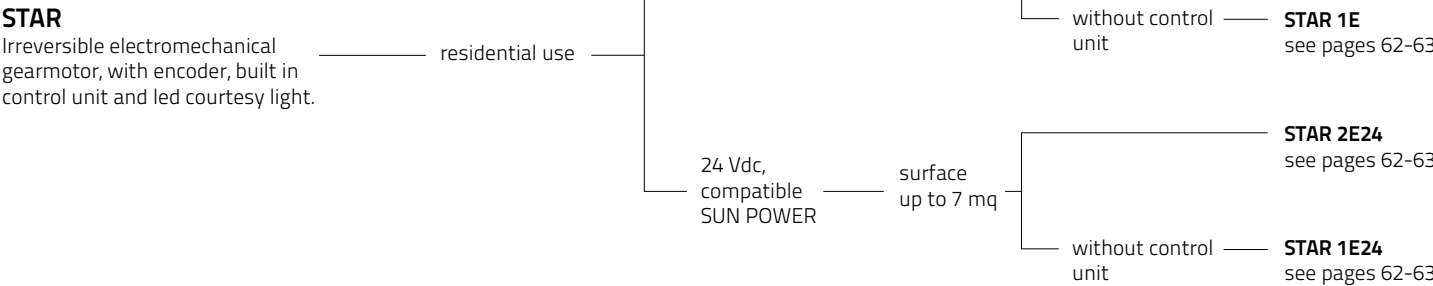 STAR
Irreversible electromechanical
gearmotor, with encoder, built in
control unit and led courtesy light.
residential use
without control
unit
STAR 1E
see pages 62-63
24 Vdc,
compatible
SUN POWER
surface
up to 7 mq
STAR 2E24
see pages 62-63
without control
unit
STAR 1E24
see pages 62-63